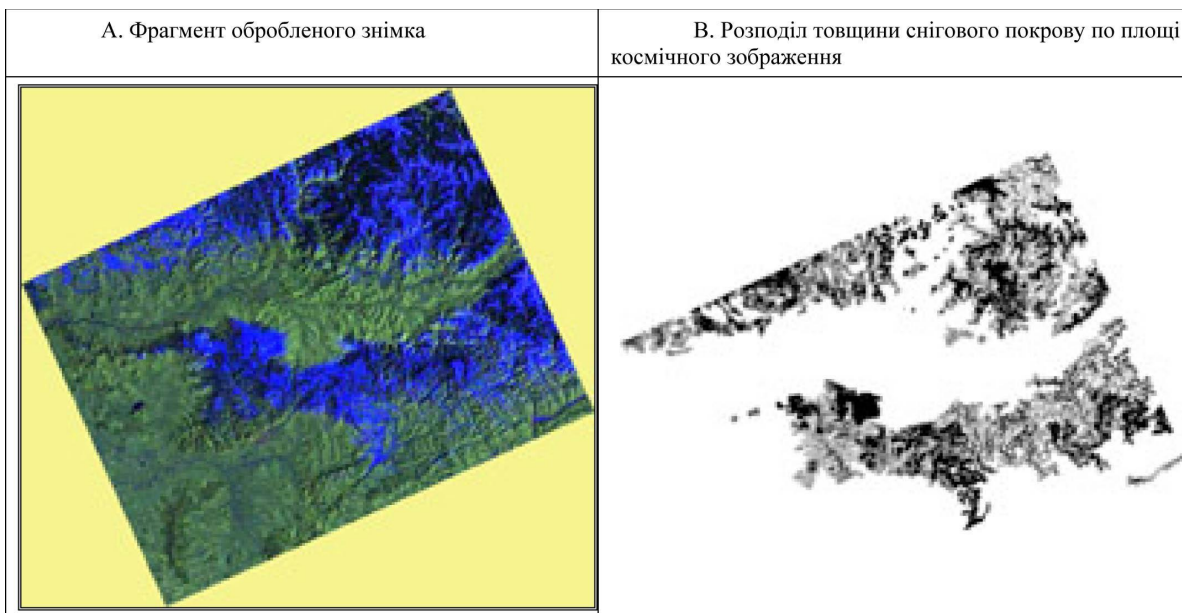 А. Фрагмент обробленого знімка
В. Розподіл товщини снігового покрову по площі
космічного зображення